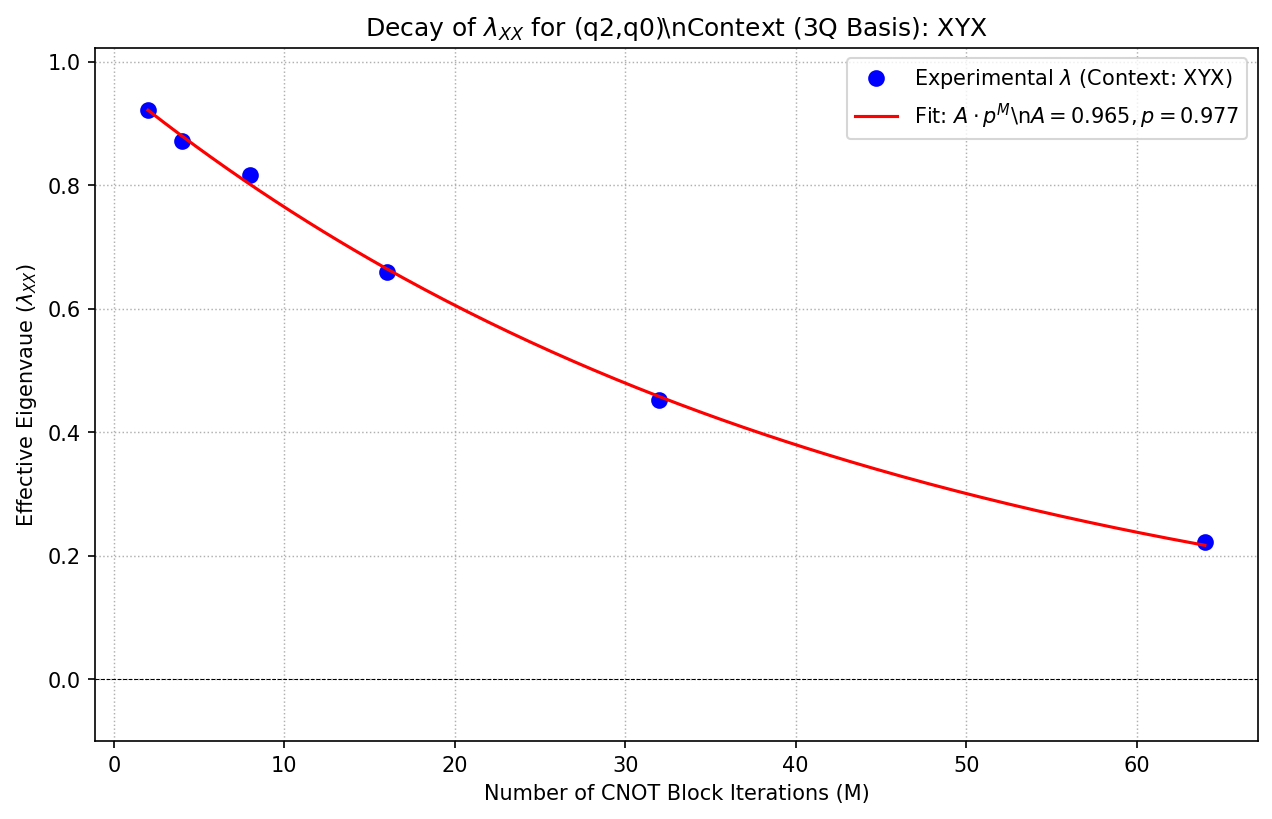 Decay of λ_XX for (q2,q0)\nContext (3Q Basis): XYX
Experimental λ (Context: XYX)
Fit: A · p^M\nA = 0.965, p = 0.977
Effective Eigenvaue (λ_XX)
1.0
0.8
0.6
0.4
0.2
0.0
0 10 20 30 40 50 60
Number of CNOT Block Iterations (M)